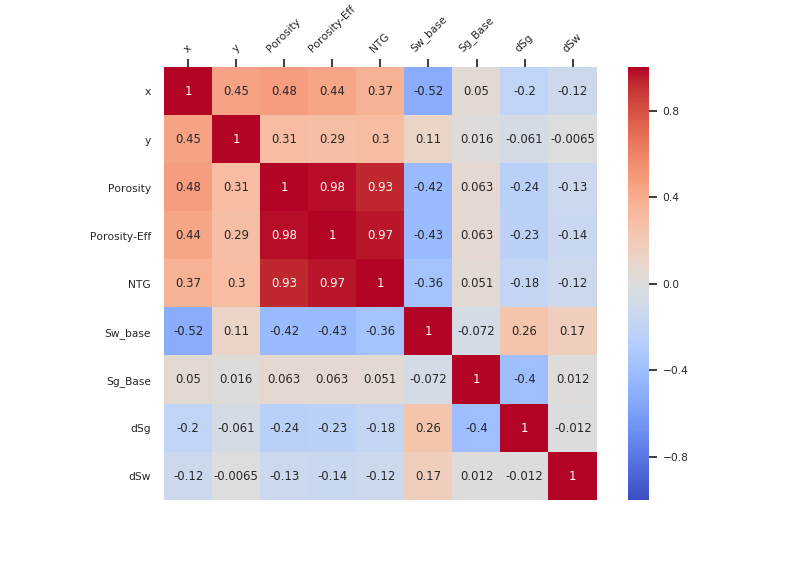 x y Porosity Porosity-Eff NTG Sw_base Sg_Base dSg dSw
x 1 0.45 0.48 0.44 0.37 -0.52 0.05 -0.2 -0.12
y 0.45 1 0.31 0.29 0.3 0.11 0.016 -0.061 -0.0065
Porosity 0.48 0.31 1 0.98 0.93 -0.42 0.063 -0.24 -0.13
Porosity-Eff 0.44 0.29 0.98 1 0.97 -0.43 0.063 -0.23 -0.14
NTG 0.37 0.3 0.93 0.97 1 -0.36 0.051 -0.18 -0.12
Sw_base -0.52 0.11 -0.42 -0.43 -0.36 1 -0.072 0.26 0.17
Sg_Base 0.05 0.016 0.063 0.063 0.051 -0.072 1 -0.4 0.012
dSg -0.2 -0.061 -0.24 -0.23 -0.18 0.26 -0.4 1 -0.012
dSw -0.12 -0.0065 -0.13 -0.14 -0.12 0.17 0.012 -0.012 1
0.8
0.4
0.0
−0.4
−0.8